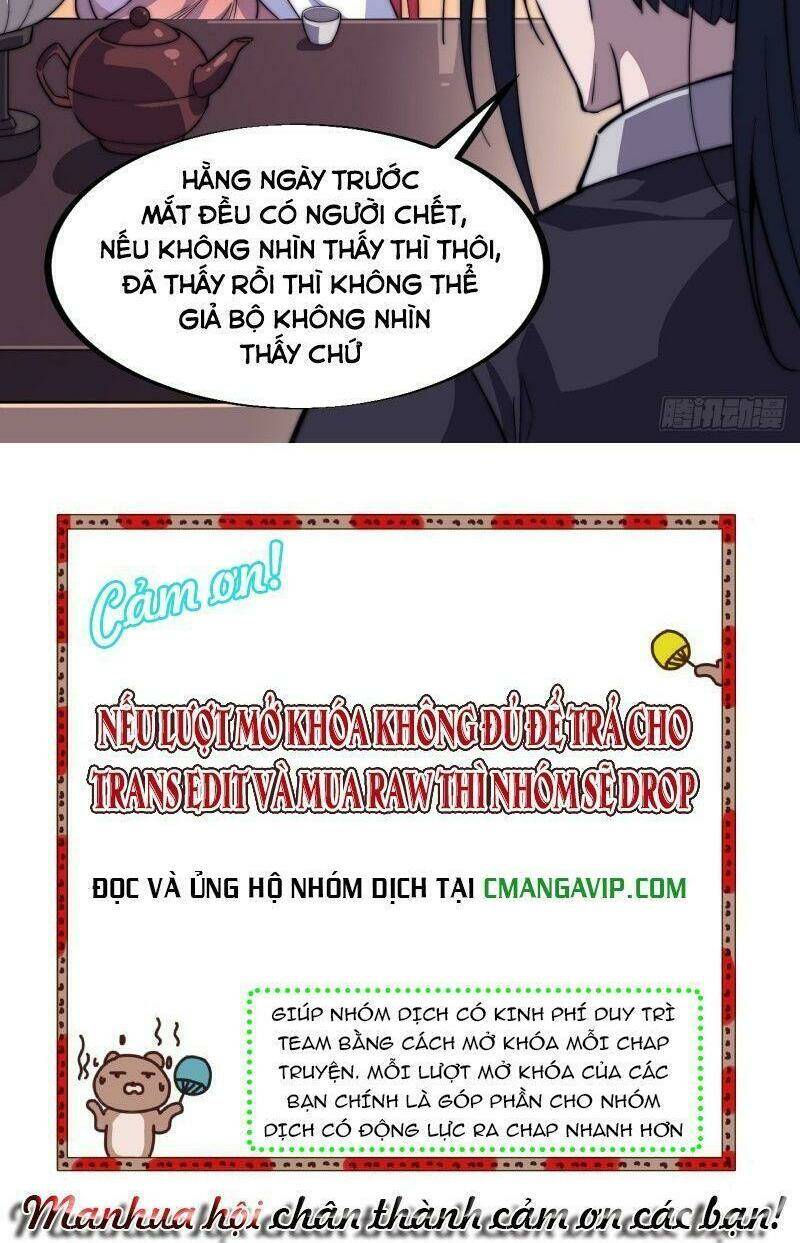 HẰNG NGÀY TRƯỚC
MẮT ĐỀU CÓ NGƯỜI CHẾT,
NẾU KHÔNG NHÌN THẤY THÌ THÔI,
ĐÃ THẤY RỒI THÌ KHÔNG THỂ
GIẢ BỘ KHÔNG NHÌN
THẤY CHỨ
腾讯动漫
Cảm ơn!
NẾU LƯỢT MỞ KHÓA KHÔNG ĐỦ ĐỂ TRẢ CHO
TRANS EDIT VÀ MUA RAW THÌ NHÓM SẼ DROP
ĐỌC VÀ ỦNG HỘ NHÓM DỊCH TẠI CMANGAVIP.COM
GIÚP NHÓM DỊCH CÓ KINH PHÍ DUY TRÌ
TEAM BẰNG CÁCH MỞ KHÓA MỖI CHAP
TRUYỆN. MỖI LƯỢT MỞ KHÓA CỦA CÁC
BẠN CHÍNH LÀ GÓP PHẦN CHO NHÓM
DỊCH CÓ ĐỘNG LỰC RA CHAP NHANH HƠN
Manhua hội chân thành cảm ơn các bạn!